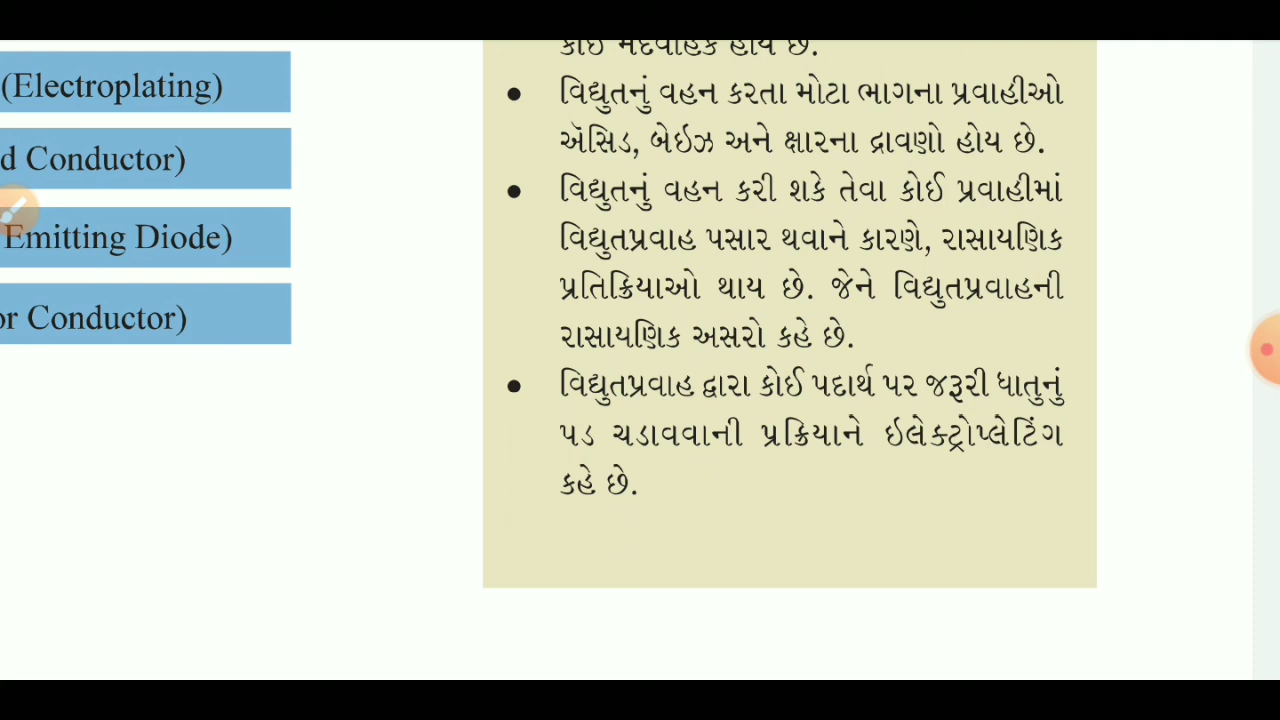 (Electroplating)
d Conductor)
Emitting Diode)
or Conductor)
કોઈ મંદવાહક હોય છે.
• વિદ્યુતનું વહન કરતા મોટા ભાગના પ્રવાહીઓ
ઍસિડ, બેઇઝ અને ક્ષારના દ્રાવણો હોય છે.
• વિદ્યુતનું વહન કરી શકે તેવા કોઈ પ્રવાહીમાં
વિદ્યુતપ્રવાહ પસાર થવાને કારણે, રાસાયણિક
પ્રતિક્રિયાઓ થાય છે. જેને વિદ્યુતપ્રવાહની
રાસાયણિક અસરો કહે છે.
• વિદ્યુતપ્રવાહ દ્વારા કોઈ પદાર્થ પર જરૂરી ધાતુનું
પડ ચડાવવાની પ્રક્રિયાને ઇલેક્ટ્રોપ્લેટિંગ
કહે છે.